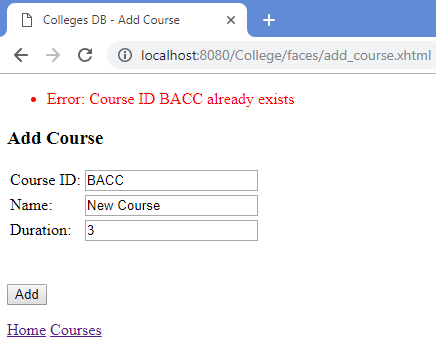 Colleges DB - Add Course
localhost:8080/College/faces/add_course.xhtml
Error: Course ID BACC already exists
Add Course
Course ID: BACC
Name: New Course
Duration: 3
Add
Home Courses